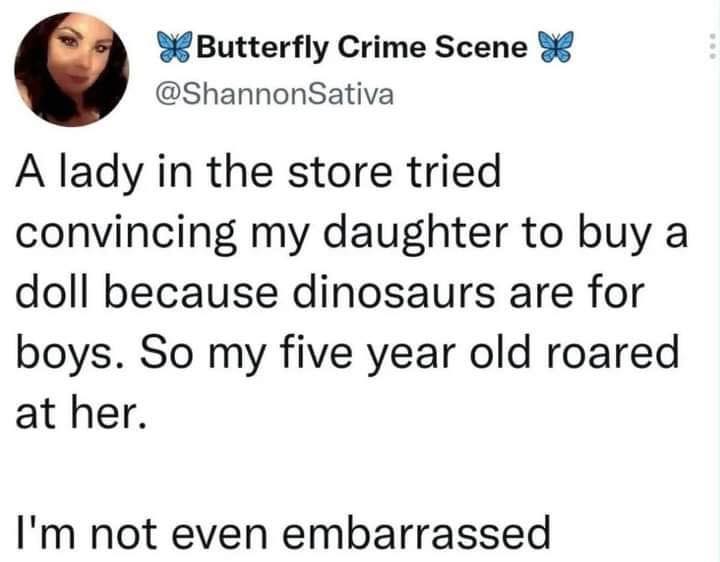 🦋Butterfly Crime Scene🦋
@ShannonSativa
A lady in the store tried
convincing my daughter to buy a
doll because dinosaurs are for
boys. So my five year old roared
at her.
I'm not even embarrassed